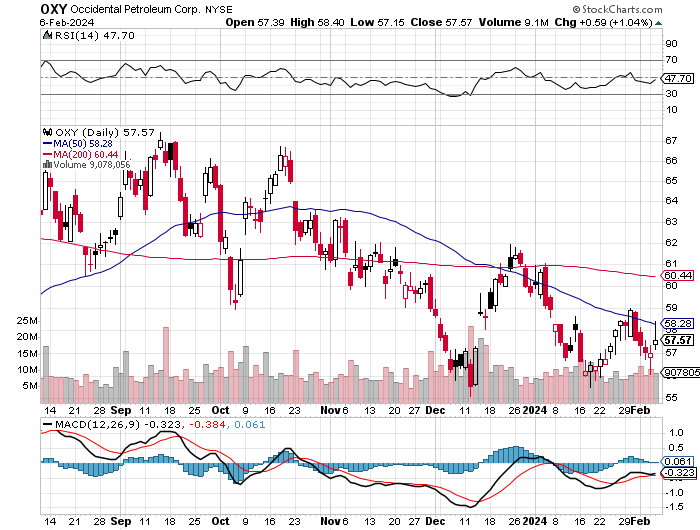 OXY Occidental Petroleum Corp. NYSE © StockCharts.com
6-Feb-2024 Open 57.39 High 58.40 Low 57.15 Close 57.57 Volume 9.1M Chg +0.59 (+1.04%)
RSI(14) 47.70
90
70
47.70
30
10
OXY (Daily) 57.57
MA(50) 58.28
MA(200) 60.44
Volume 9,078,056
67
66
65
64
63
62
61
60.44
60
59
58.28
58
57.57
57
55
25M
20M
15M
10M
5M
907805
14 21 28 Sep 11 18 25 Oct 9 16 23 Nov 6 13 20 27 Dec 11 18 26 2024 8 16 22 29 Feb
MACD(12,26,9) -0.323, -0.384, 0.061
1.0
0.5
0.061
-0.323
-1.0
-1.5
14 21 28 Sep 11 18 25 Oct 9 16 23 Nov 6 13 20 27 Dec 11 18 26 2024 8 16 22 29 Feb